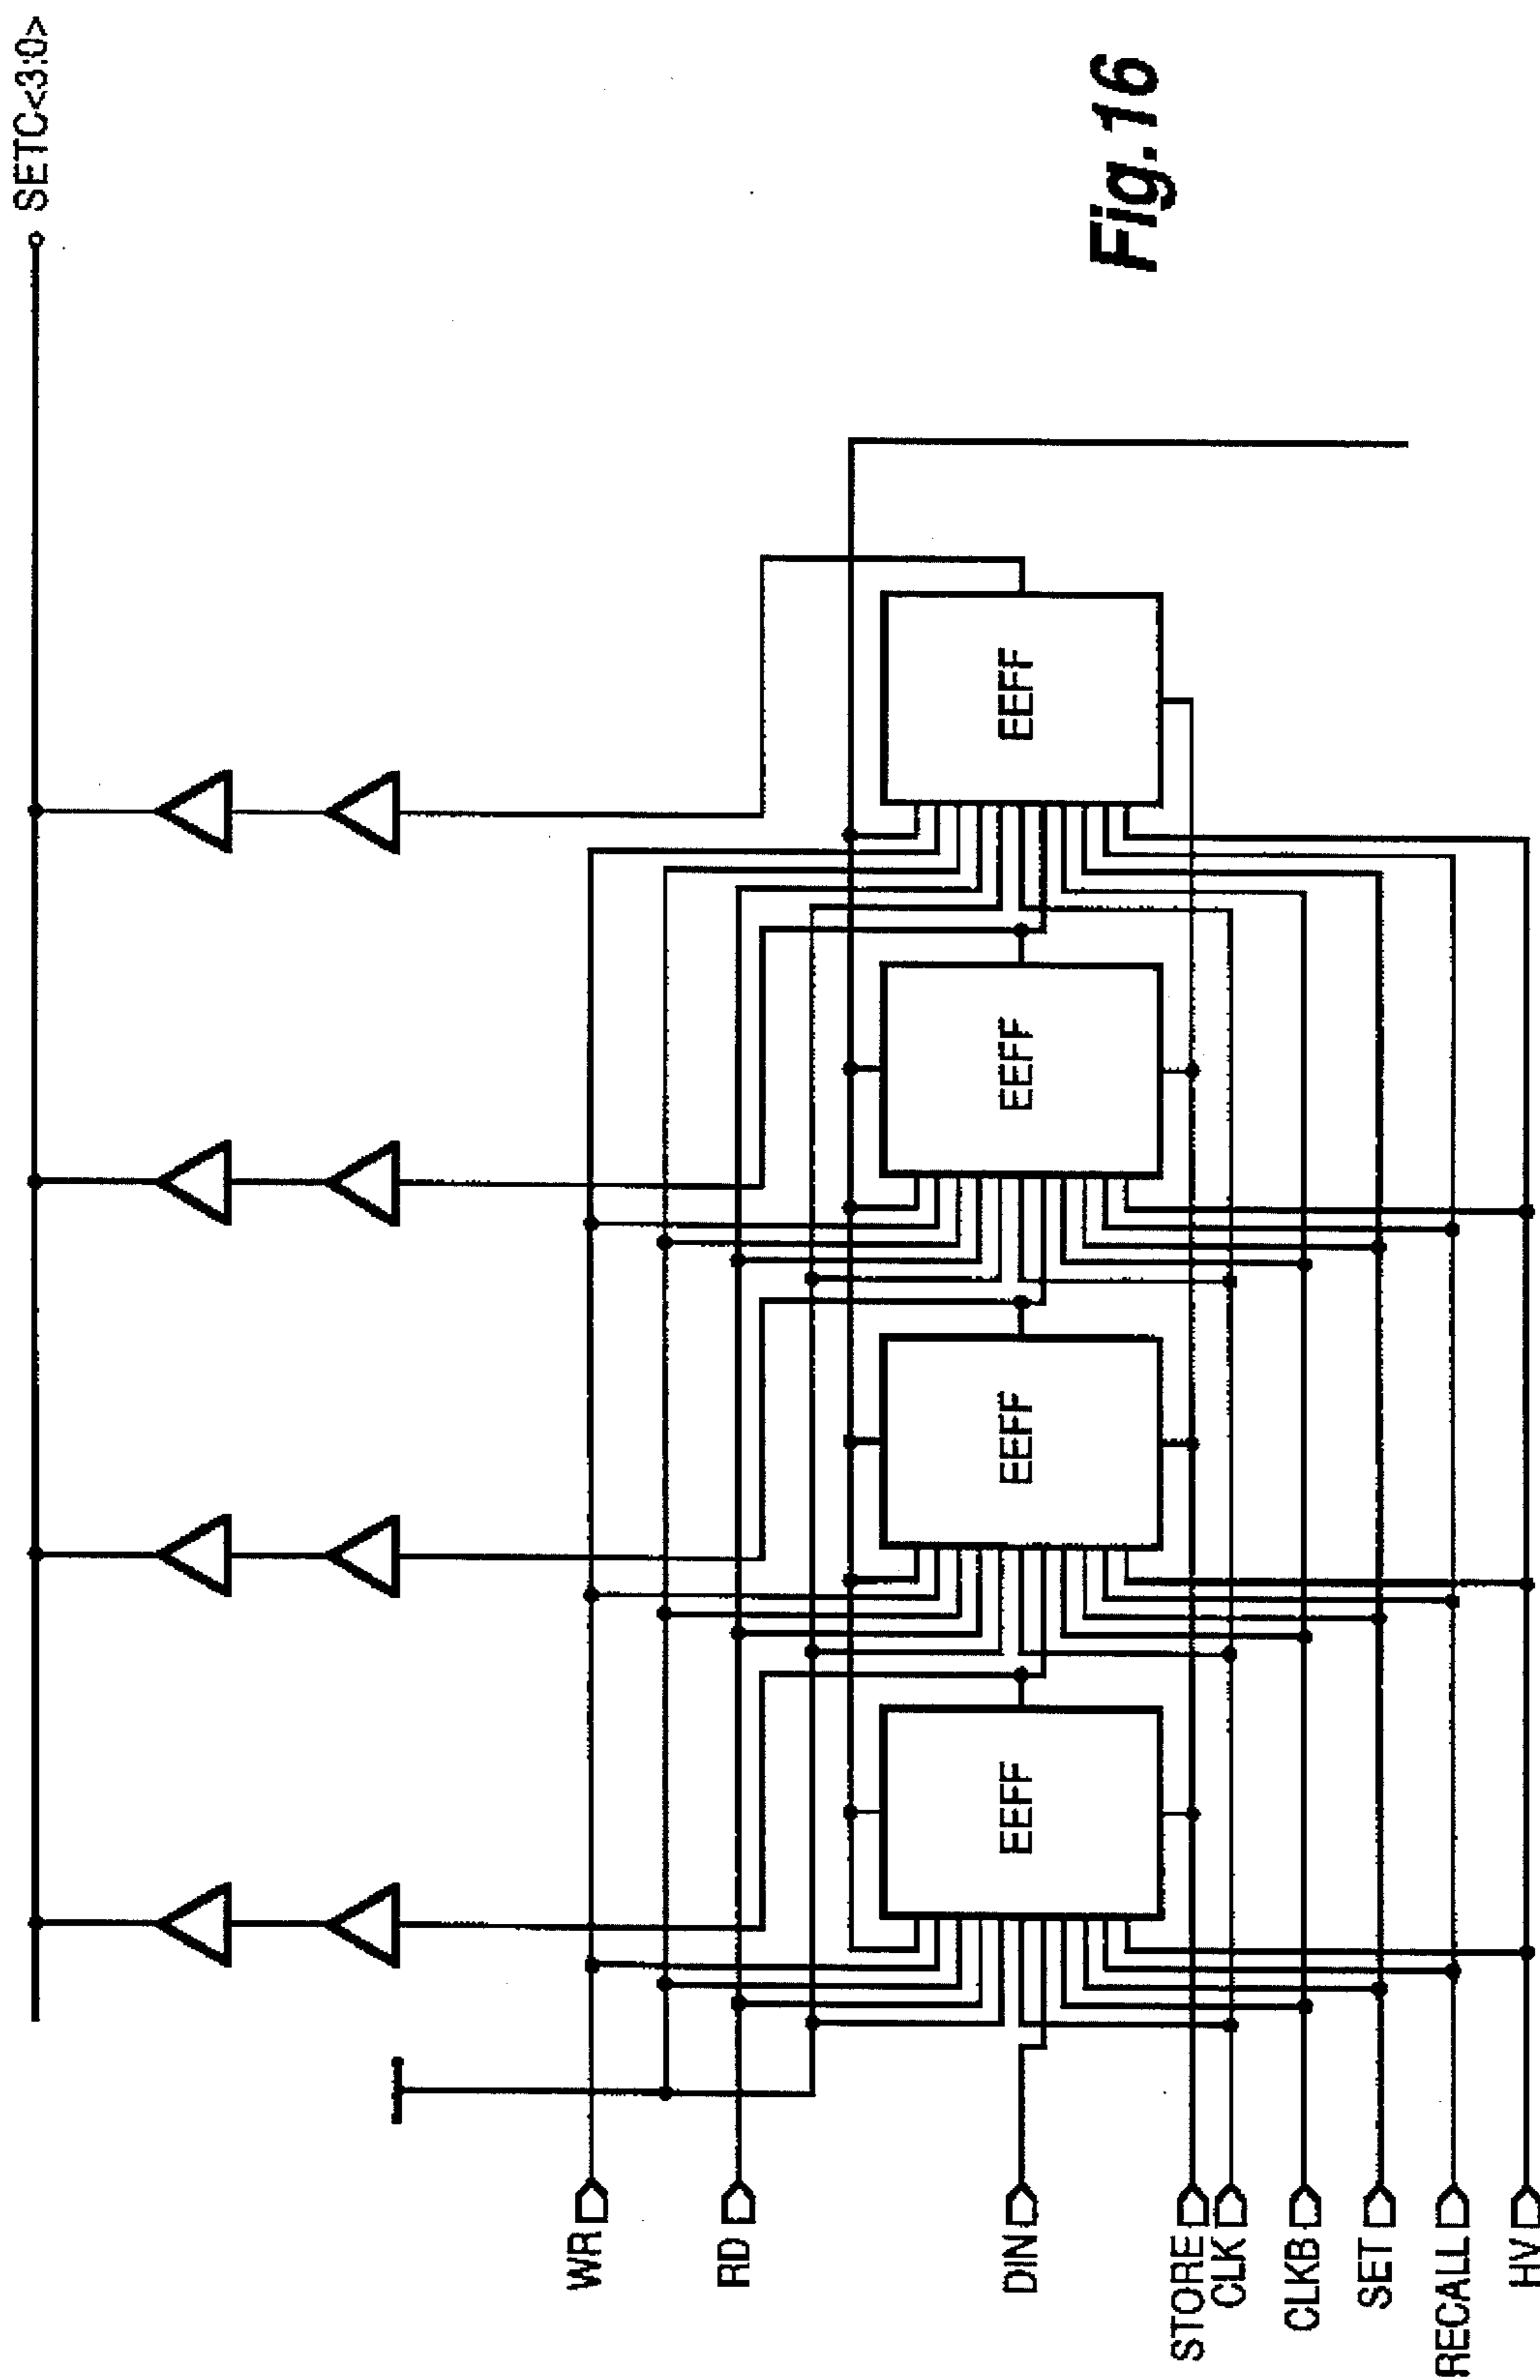 SETC<3:0>
EEFF
EEFF
EEFF
EEFF
WR
RD
DIN
STORE
CLK
CLKB
SET
RECALL
HV
Fig.16